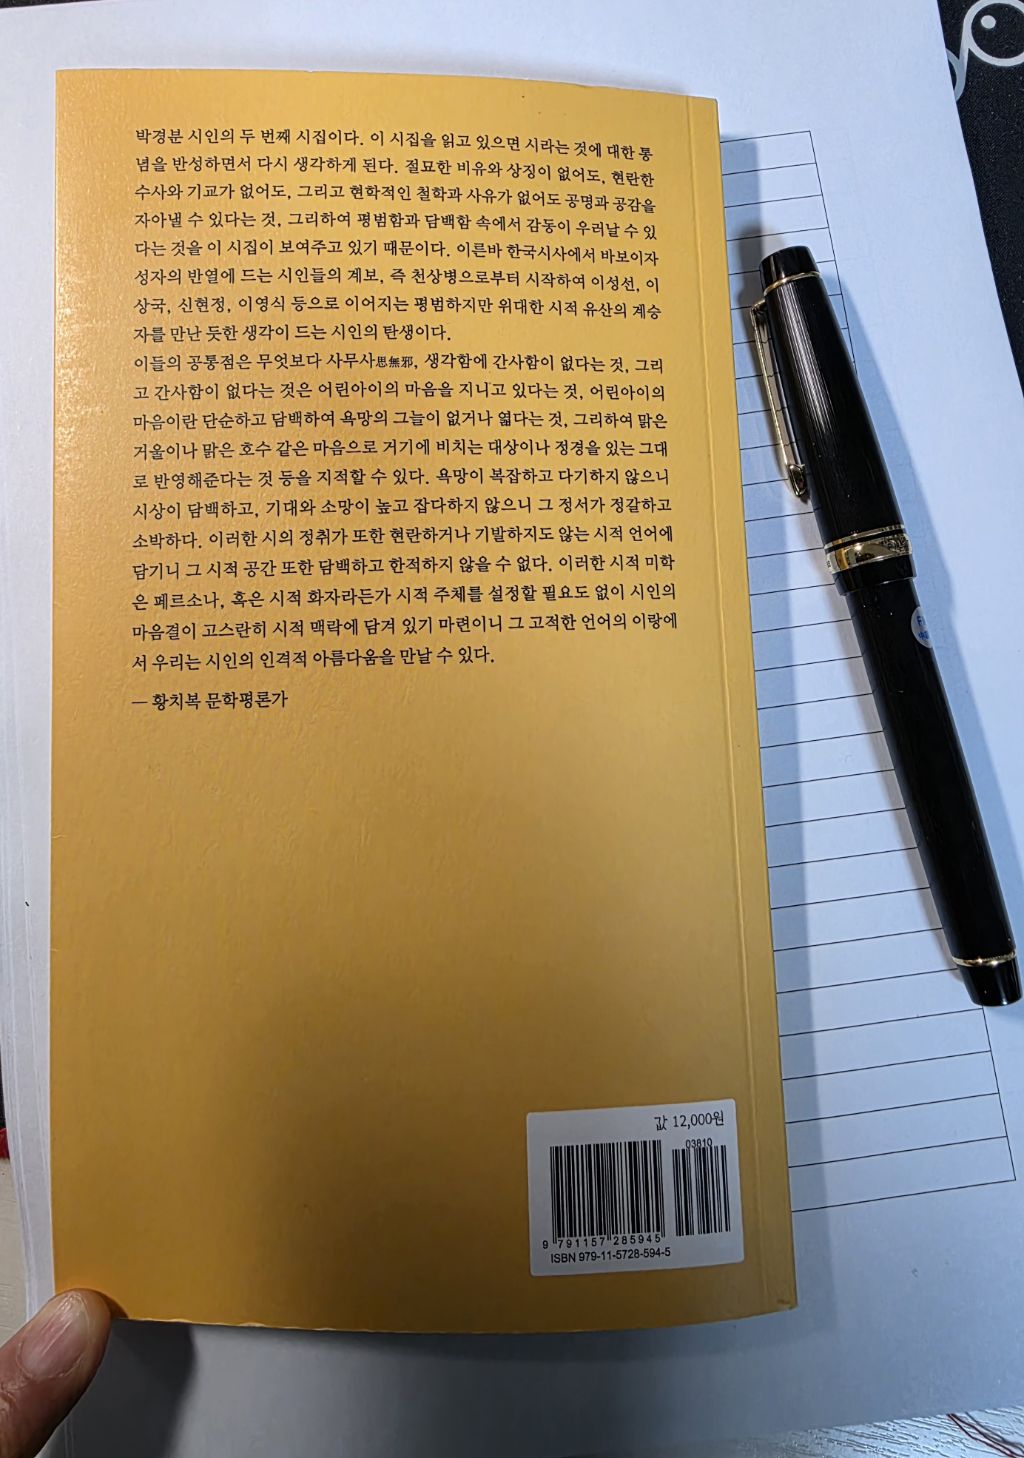 박경분 시인의 두 번째 시집이다. 이 시집을 읽고 있으면 시라는 것에 대한 통
념을 반성하면서 다시 생각하게 된다. 절묘한 비유와 상징이 없어도, 현란한
수사와 기교가 없어도, 그리고 현학적인 철학과 사유가 없어도 공명과 공감을
자아낼 수 있다는 것, 그리하여 평범함과 담백함 속에서 감동이 우러날 수 있
다는 것을 이 시집이 보여주고 있기 때문이다. 이른바 한국시사에서 바보이자
성자의 반열에 드는 시인들의 계보, 즉 천상병으로부터 시작하여 이성선, 이
상국, 신현정, 이영식 등으로 이어지는 평범하지만 위대한 시적 유산의 계승
자를 만난 듯한 생각이 드는 시인의 탄생이다.
이들의 공통점은 무엇보다 사무사思無邪, 생각함에 간사함이 없다는 것, 그리
고 간사함이 없다는 것은 어린아이의 마음을 지니고 있다는 것, 어린아이의
마음이란 단순하고 담백하여 욕망의 그늘이 없거나 엷다는 것, 그리하여 맑은
거울이나 맑은 호수 같은 마음으로 거기에 비치는 대상이나 정경을 있는 그대
로 반영해준다는 것 등을 지적할 수 있다. 욕망이 복잡하고 다기하지 않으니
시상이 담백하고, 기대와 소망이 높고 잡다하지 않으니 그 정서가 정갈하고
소박하다. 이러한 시의 정취가 또한 현란하거나 기발하지도 않는 시적 언어에
담기니 그 시적 공간 또한 담백하고 한적하지 않을 수 없다. 이러한 시적 미학
은 페르소나, 혹은 시적 화자라든가 시적 주체를 설정할 필요도 없이 시인의
마음결이 고스란히 시적 맥락에 담겨 있기 마련이니 그 고적한 언어의 이랑에
서 우리는 시인의 인격적 아름다움을 만날 수 있다.
— 황치복 문학평론가
값 12,000원
03810
9 791157 285945
ISBN 979-11-5728-594-5